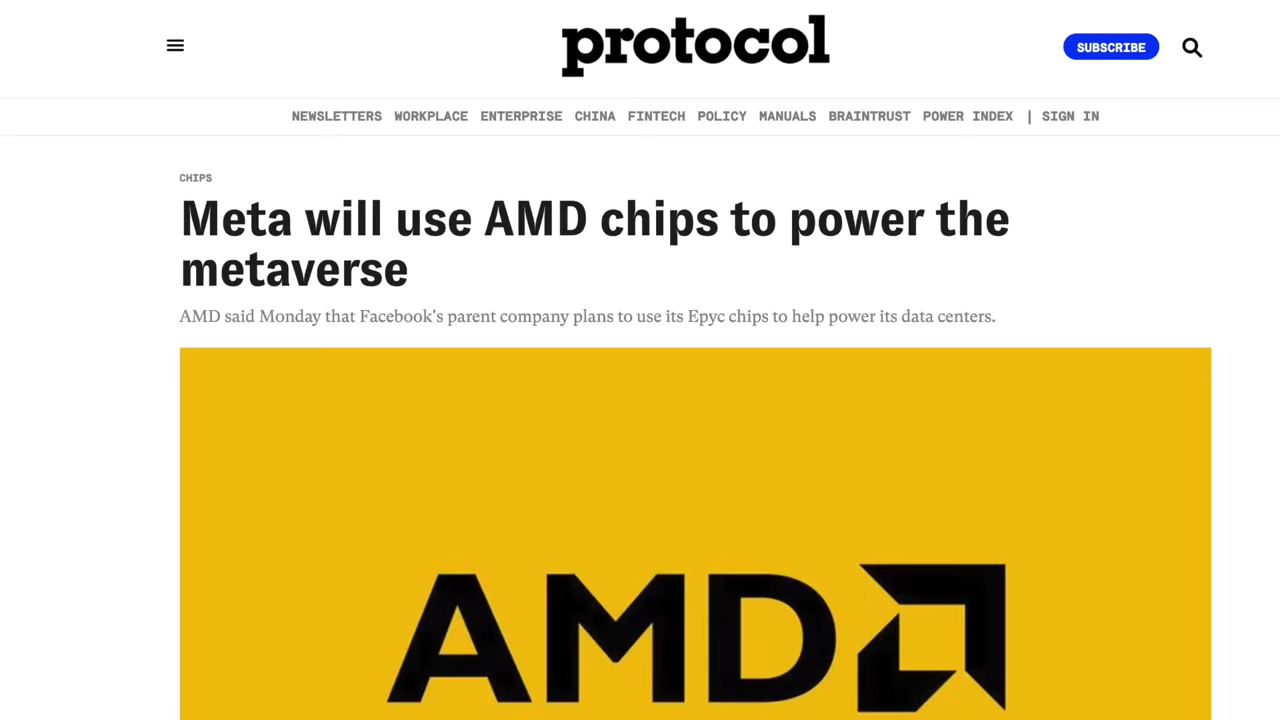 protocol
SUBSCRIBE
NEWSLETTERS WORKPLACE ENTERPRISE CHINA FINTECH POLICY MANUALS BRAINTRUST POWER INDEX | SIGN IN
CHIPS
Meta will use AMD chips to power the
metaverse
AMD said Monday that Facebook's parent company plans to use its Epyc chips to help power its data centers.
AMD